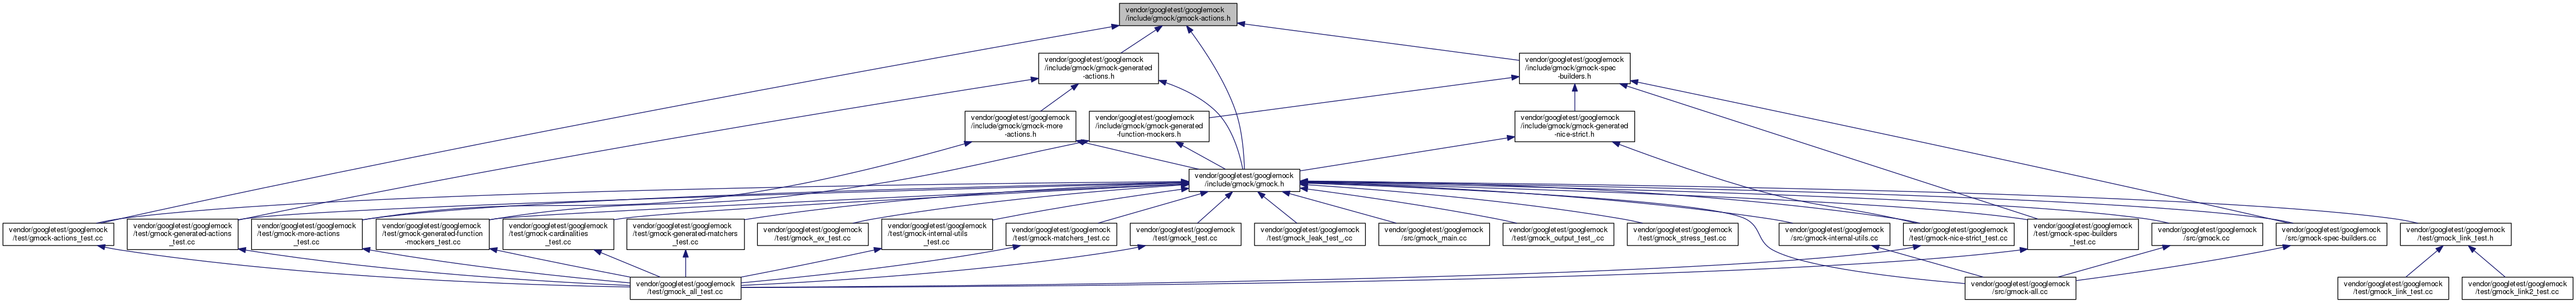 vendor/googletest/googlemock
/include/gmock/gmock-actions.h
vendor/googletest/googlemock
/include/gmock/gmock-generated
-actions.h
vendor/googletest/googlemock
/include/gmock/gmock-spec
-builders.h
vendor/googletest/googlemock
/include/gmock/gmock-more
-actions.h
vendor/googletest/googlemock
/include/gmock/gmock-generated
-function-mockers.h
vendor/googletest/googlemock
/include/gmock/gmock-generated
-nice-strict.h
vendor/googletest/googlemock
/include/gmock/gmock.h
vendor/googletest/googlemock
/test/gmock-actions_test.cc
vendor/googletest/googlemock
/test/gmock-generated-actions
_test.cc
vendor/googletest/googlemock
/test/gmock-more-actions
_test.cc
vendor/googletest/googlemock
/test/gmock-generated-function
-mockers_test.cc
vendor/googletest/googlemock
/test/gmock-cardinalities
_test.cc
vendor/googletest/googlemock
/test/gmock-generated-matchers
_test.cc
vendor/googletest/googlemock
/test/gmock_ex_test.cc
vendor/googletest/googlemock
/test/gmock-internal-utils
_test.cc
vendor/googletest/googlemock
/test/gmock-matchers_test.cc
vendor/googletest/googlemock
/test/gmock_test.cc
vendor/googletest/googlemock
/test/gmock_leak_test_.cc
vendor/googletest/googlemock
/src/gmock_main.cc
vendor/googletest/googlemock
/test/gmock_output_test_.cc
vendor/googletest/googlemock
/test/gmock_stress_test.cc
vendor/googletest/googlemock
/src/gmock-internal-utils.cc
vendor/googletest/googlemock
/test/gmock-nice-strict_test.cc
vendor/googletest/googlemock
/test/gmock-spec-builders
_test.cc
vendor/googletest/googlemock
/src/gmock.cc
vendor/googletest/googlemock
/src/gmock-spec-builders.cc
vendor/googletest/googlemock
/test/gmock_link_test.h
vendor/googletest/googlemock
/test/gmock_all_test.cc
vendor/googletest/googlemock
/src/gmock-all.cc
vendor/googletest/googlemock
/test/gmock_link_test.cc
vendor/googletest/googlemock
/test/gmock_link2_test.cc